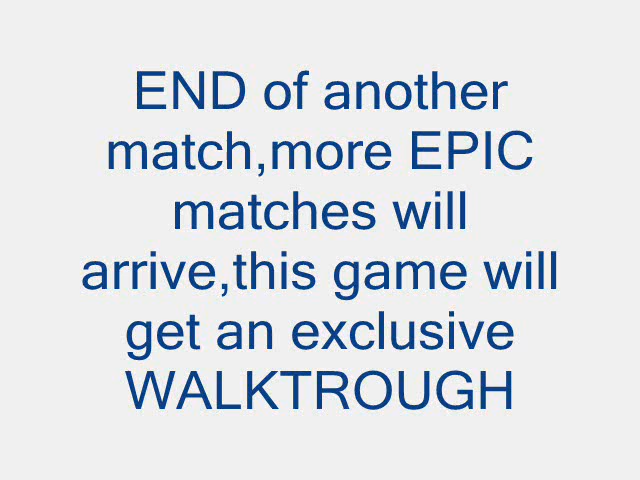 END of another
match,more EPIC
matches will
arrive,this game will
get an exclusive
WALKTROUGH